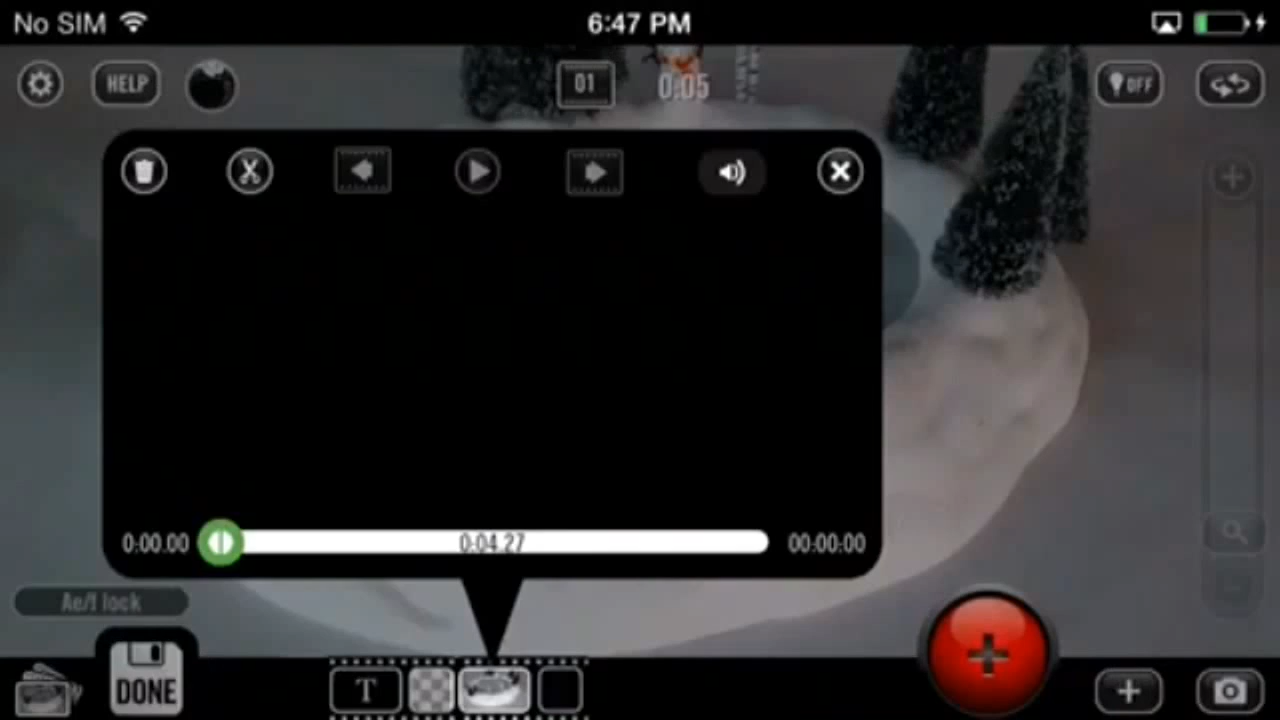 No SIM 6:47 PM
HELP 01 0:05 OFF
0:00.00 0:04.27 00:00:00
Ae/f lock
DONE T